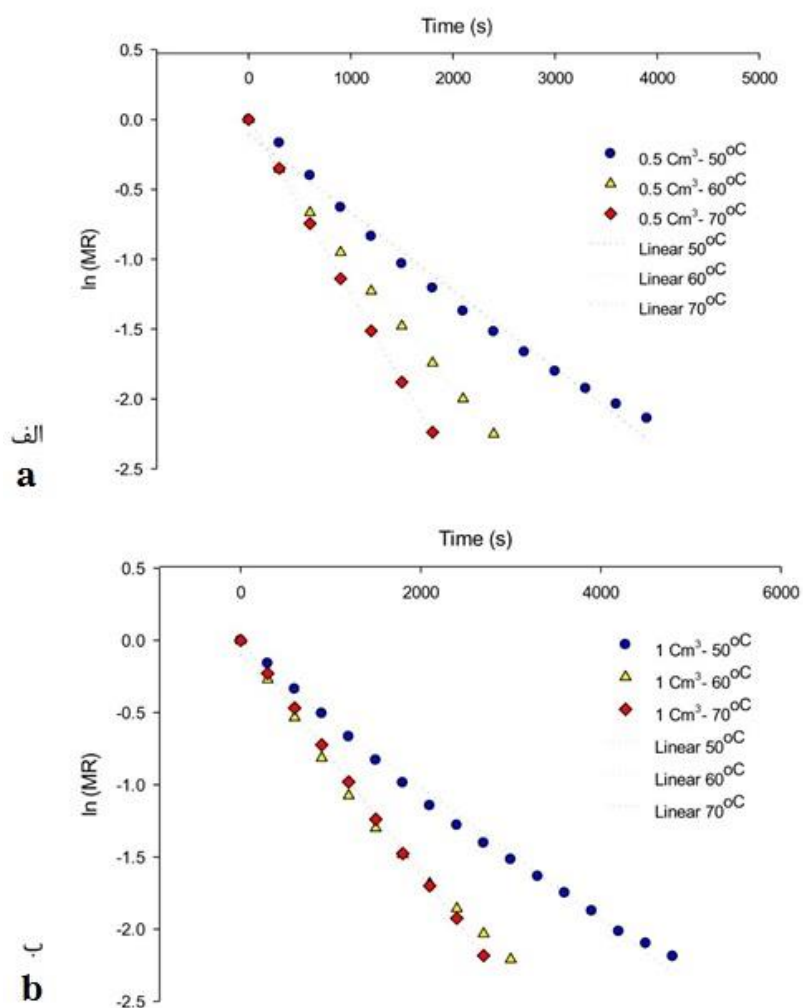 Time (s)
0 1000 2000 3000 4000 5000
0.5
0.0
-0.5
-1.0
-1.5
-2.0
-2.5
ln (MR)
0.5 Cm³- 50°C
0.5 Cm³- 60°C
0.5 Cm³- 70°C
Linear 50°C
Linear 60°C
Linear 70°C
الف
a
Time (s)
0 2000 4000 6000
0.5
0.0
-0.5
-1.0
-1.5
-2.0
-2.5
ln (MR)
1 Cm³- 50°C
1 Cm³- 60°C
1 Cm³- 70°C
Linear 50°C
Linear 60°C
Linear 70°C
ب
b